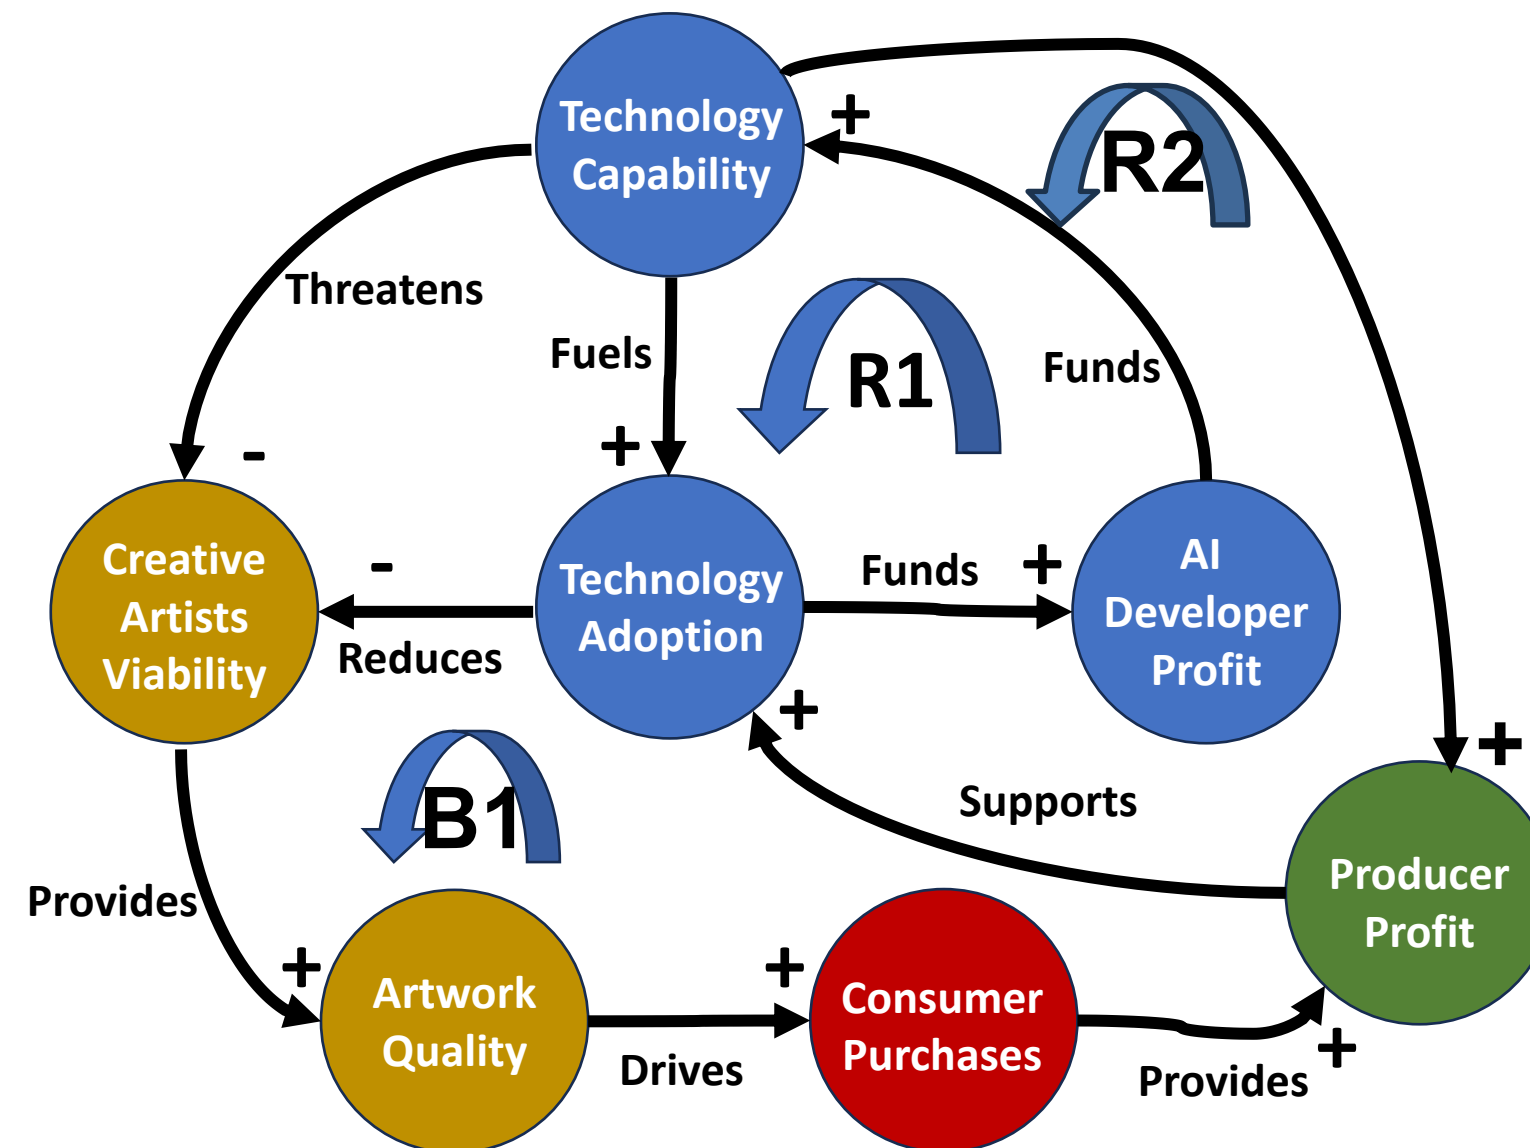 Technology
Capability
+
R2
Threatens
Fuels
R1
Funds
-
+
Creative
Artists
Viability
-
Reduces
Technology
Adoption
Funds
+
AI
Developer
Profit
+
+
B1
Supports
Producer
Profit
Provides
+
Artwork
Quality
Drives
+
Consumer
Purchases
Provides
+